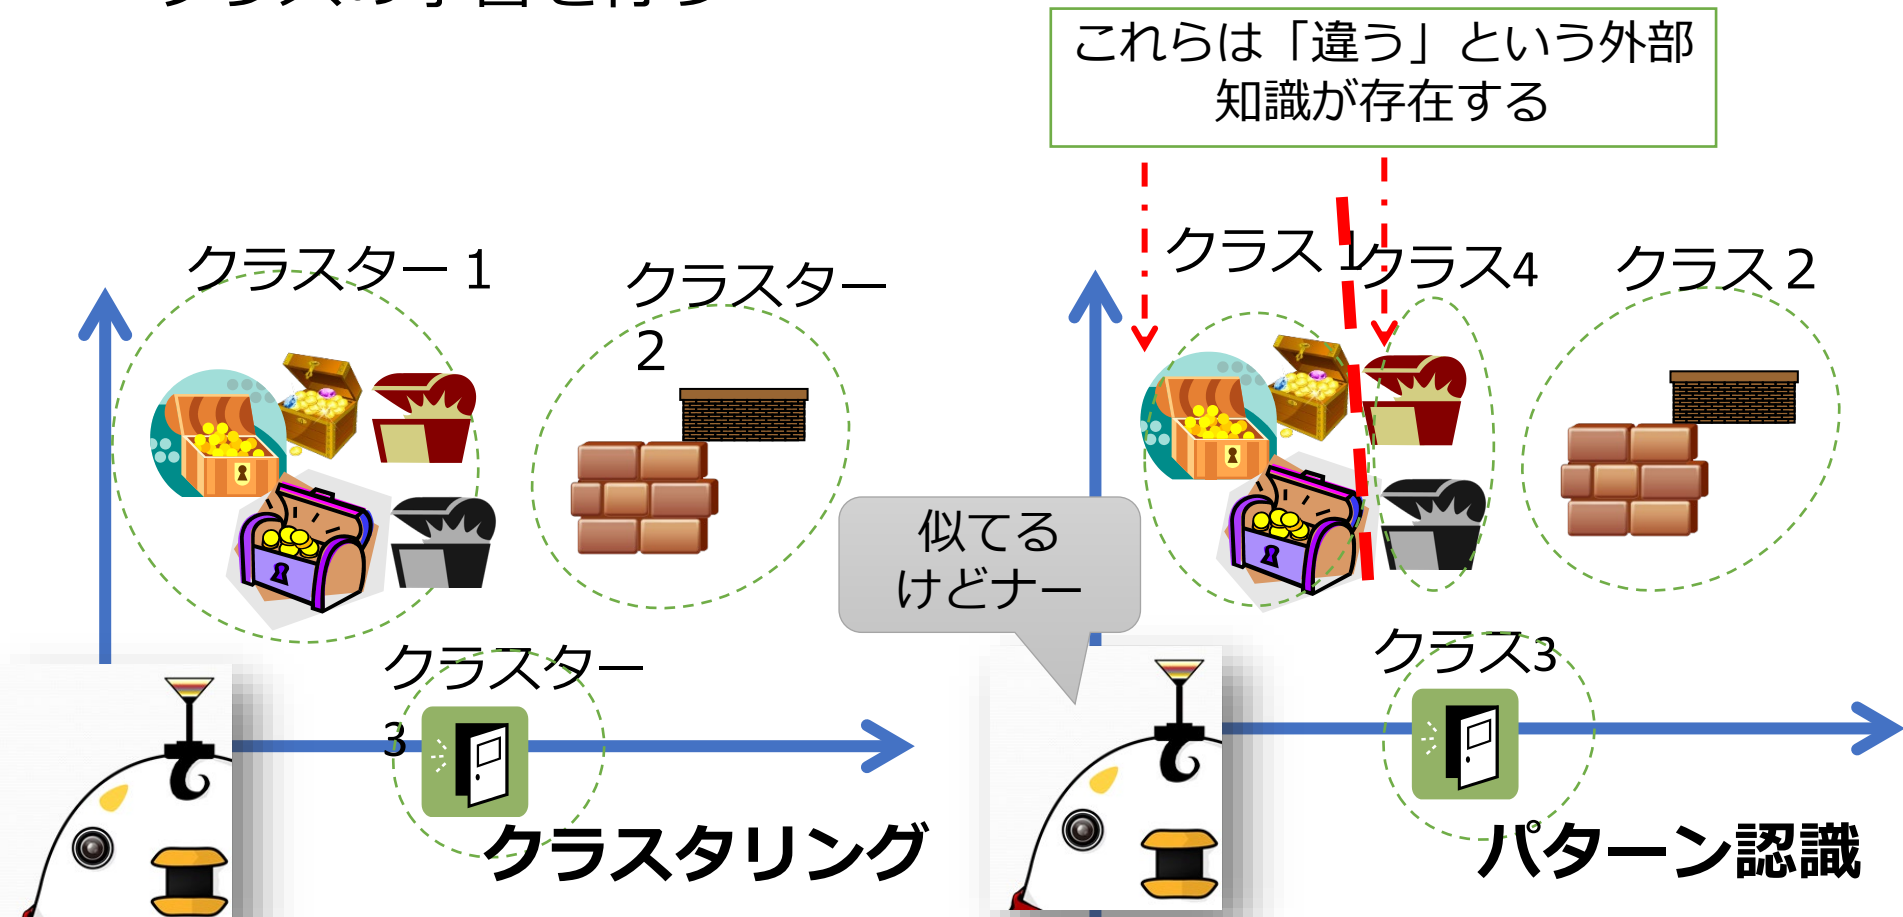 これらは「違う」という外部
知識が存在する
クラスター1
クラスター
2
クラス1
クラス4
クラス2
似てる
けどナー
クラスター
3
クラス3
クラスタリング
パターン認識